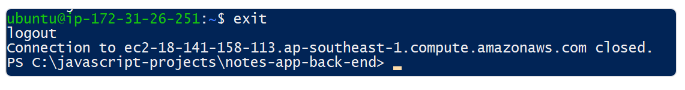 ubuntu@ip-172-31-26-251:~$ exit
logout
Connection to ec2-18-141-158-113.ap-southeast-1.compute.amazonaws.com closed.
PS C:\javascript-projects\notes-app-back-end> _